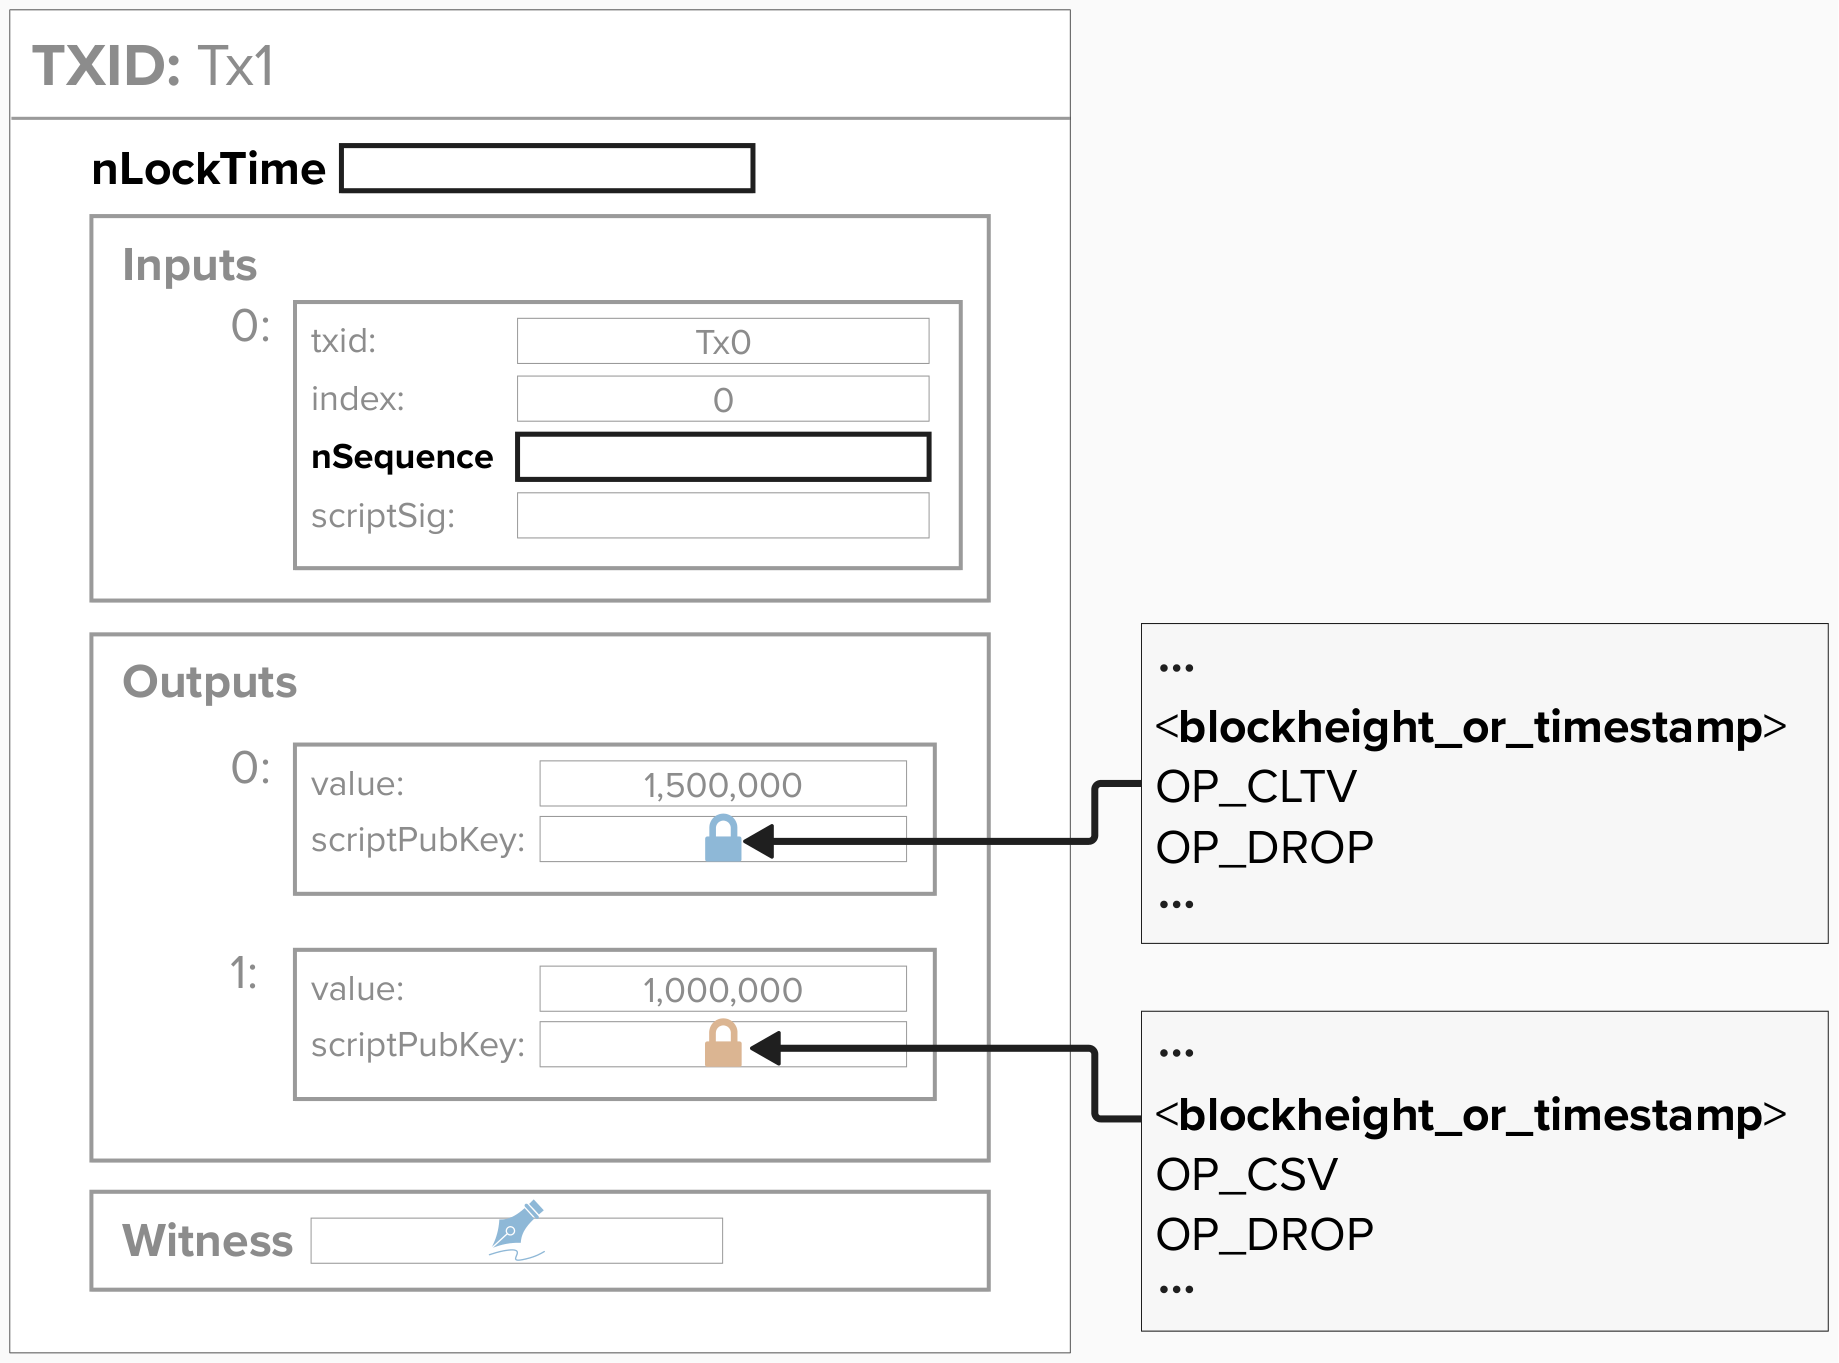 TXID: Tx1
nLockTime
Inputs
0:
txid: Tx0
index: 0
nSequence
scriptSig:
Outputs
0:
value: 1,500,000
scriptPubKey:
1:
value: 1,000,000
scriptPubKey:
Witness
...
<blockheight_or_timestamp>
OP_CLTV
OP_DROP
...
...
<blockheight_or_timestamp>
OP_CSV
OP_DROP
...